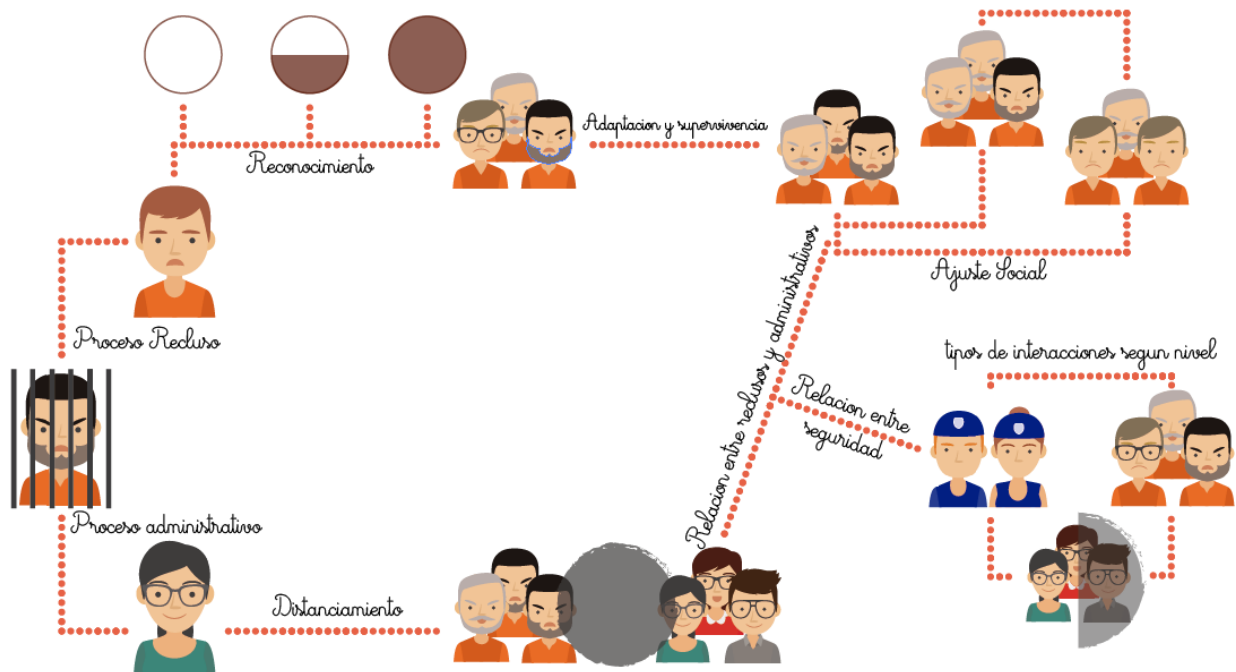 Reconocimiento
Adaptacion y supervivencia
Ajuste Social
Proceso Recluso
tipos de interacciones segun nivel
Relacion entre reclusos y administrativos
Relacion entre
seguridad
Proceso administrativo
Distanciamiento